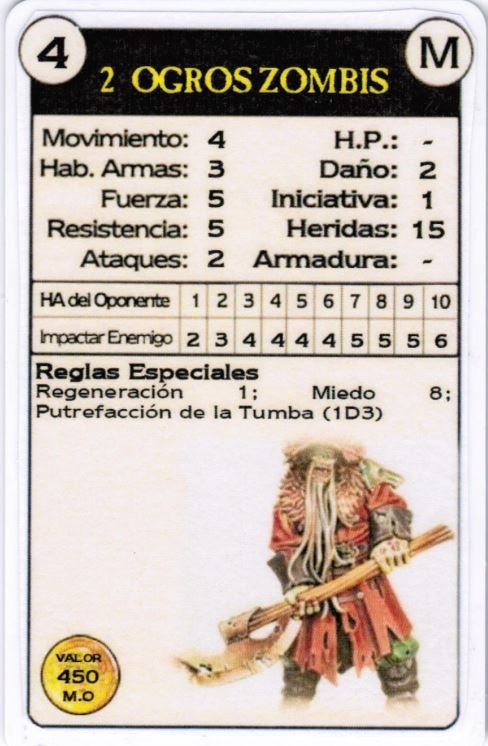 4
M
2 OGROS ZOMBIS
Movimiento: 4 H.P.: -
Hab. Armas: 3 Daño: 2
Fuerza: 5 Iniciativa: 1
Resistencia: 5 Heridas: 15
Ataques: 2 Armadura: -
HA del Oponente 1 2 3 4 5 6 7 8 9 10
Impactar Enemigo 2 3 4 4 4 4 5 5 5 6
Reglas Especiales
Regeneración 1; Miedo 8;
Putrefacción de la Tumba (1D3)
VALOR
450
M.O